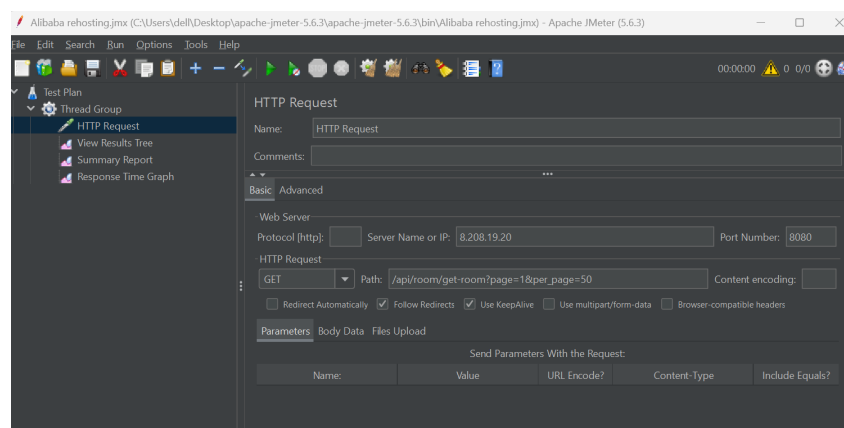 Alibaba rehosting.jmx (C:\Users\dell\Desktop\apache-jmeter-5.6.3\apache-jmeter-5.6.3\bin\Alibaba rehosting.jmx) - Apache JMeter (5.6.3)
File Edit Search Run Options Tools Help
00:00:00 0 0/0
Test Plan
Thread Group
HTTP Request
View Results Tree
Summary Report
Response Time Graph
HTTP Request
Name: HTTP Request
Comments:
Basic Advanced
Web Server
Protocol [http]: Server Name or IP: 8.208.19.20 Port Number: 8080
HTTP Request
GET Path: /api/room/get-room?page=1&per_page=50 Content encoding:
Redirect Automatically Follow Redirects Use KeepAlive Use multipart/form-data Browser-compatible headers
Parameters Body Data Files Upload
Send Parameters With the Request:
Name: Value URL Encode? Content-Type Include Equals?